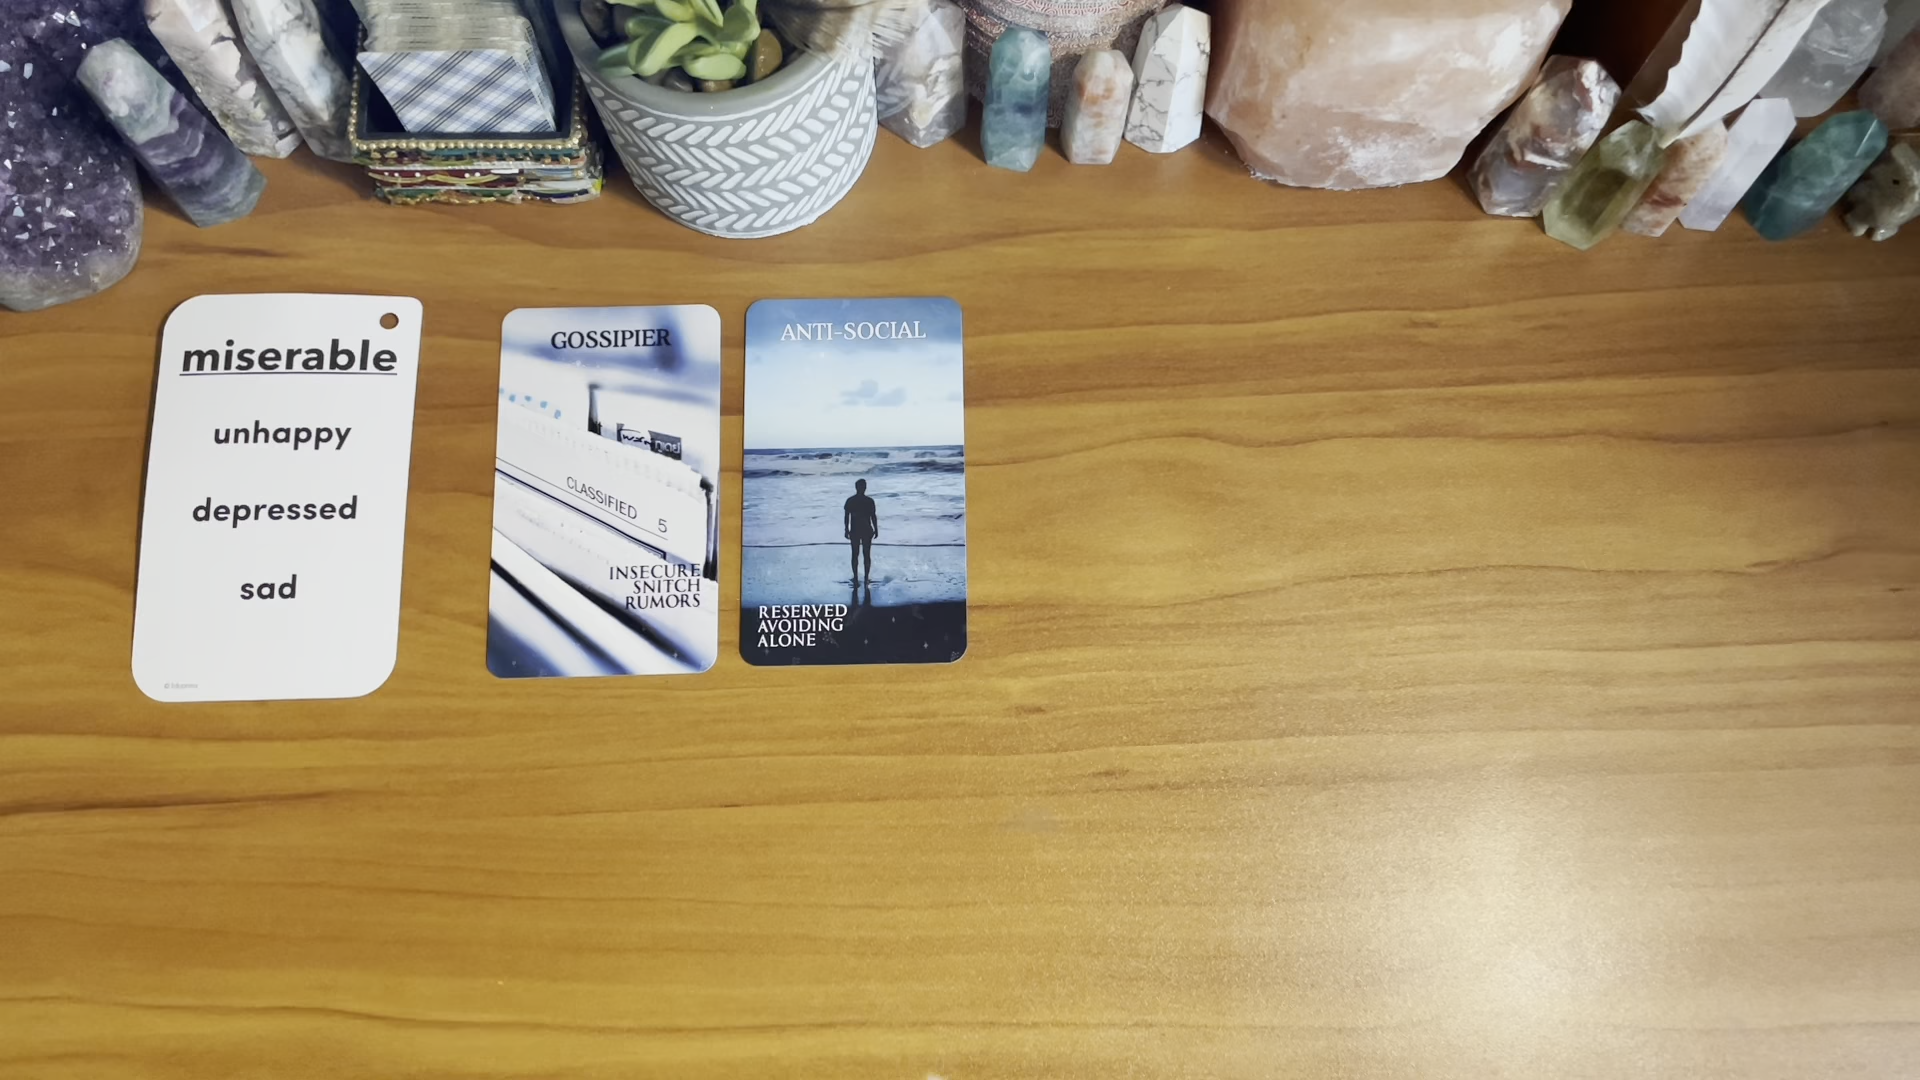 miserable
unhappy
depressed
sad
GOSSIPIER
CLASSIFIED 5
INSECURE
SNITCH
RUMORS
ANTI-SOCIAL
RESERVED
AVOIDING
ALONE